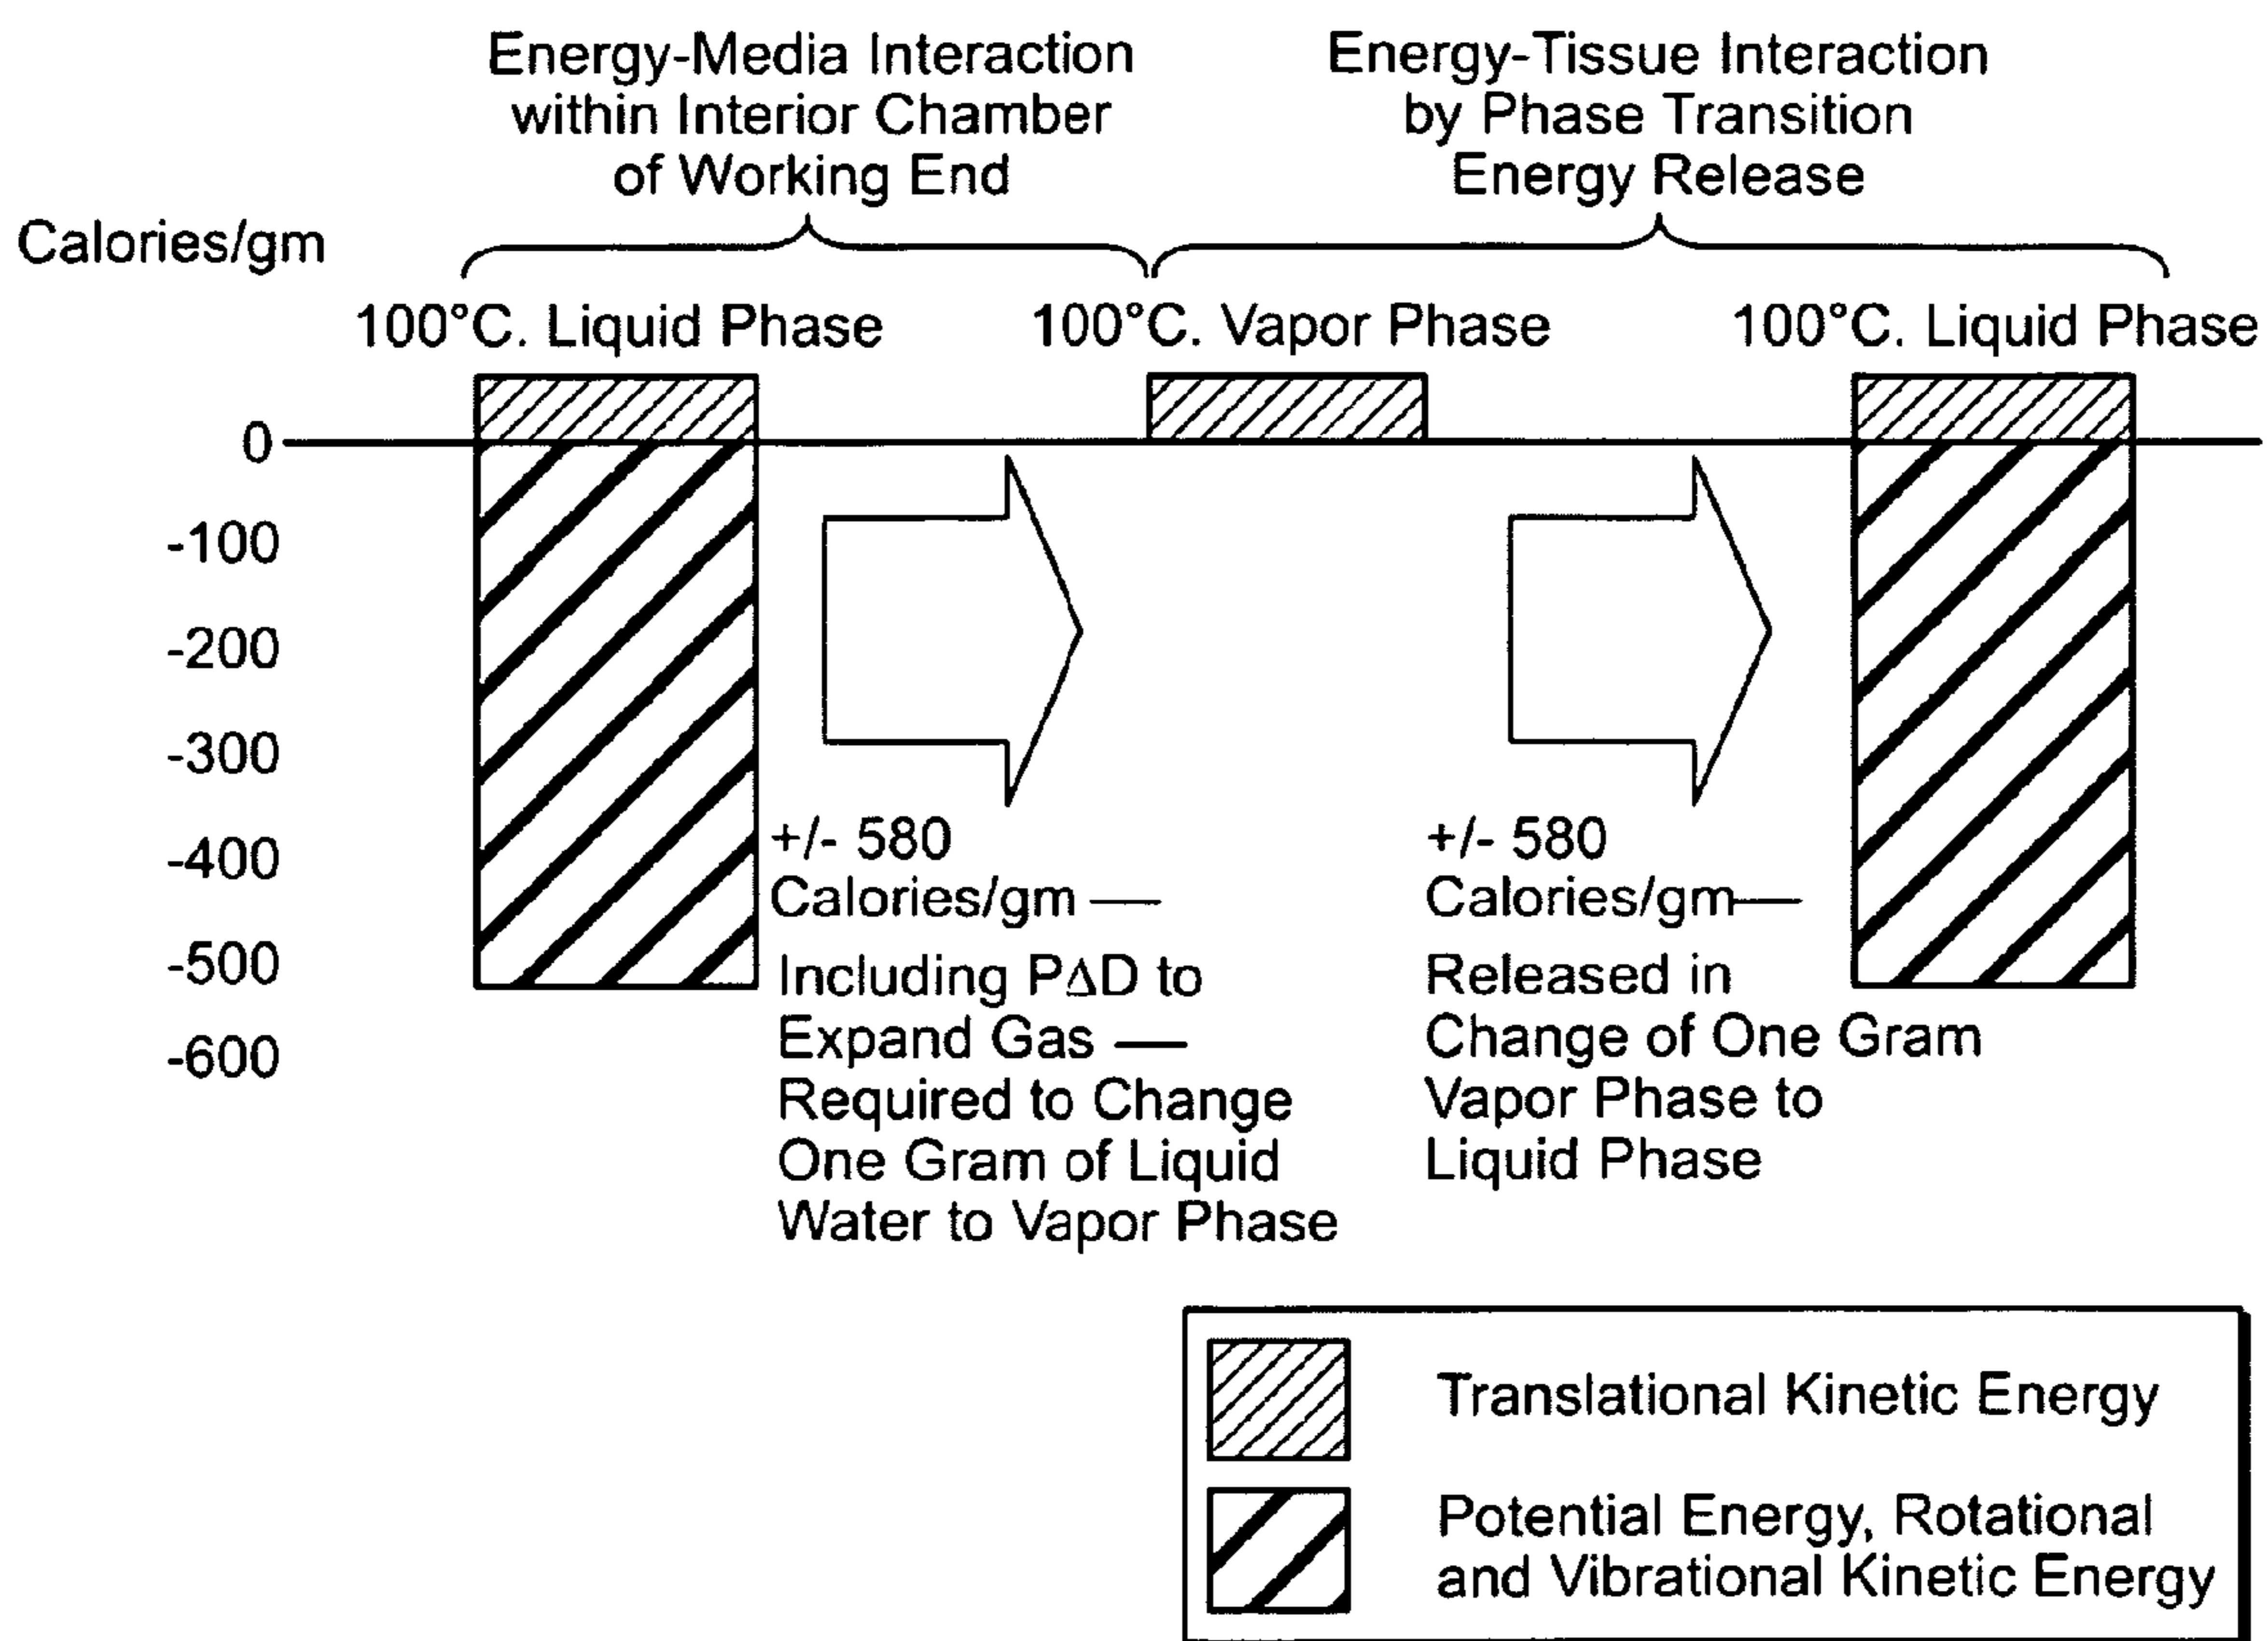 Energy-Media Interaction
within Interior Chamber
of Working End
Energy-Tissue Interaction
by Phase Transition
Energy Release
Calories/gm
100°C. Liquid Phase
100°C. Vapor Phase
100°C. Liquid Phase
0
-100
-200
-300
-400
-500
-600
+/- 580
Calories/gm —
Including PΔD to
Expand Gas —
Required to Change
One Gram of Liquid
Water to Vapor Phase
+/- 580
Calories/gm—
Released in
Change of One Gram
Vapor Phase to
Liquid Phase
Translational Kinetic Energy
Potential Energy, Rotational
and Vibrational Kinetic Energy